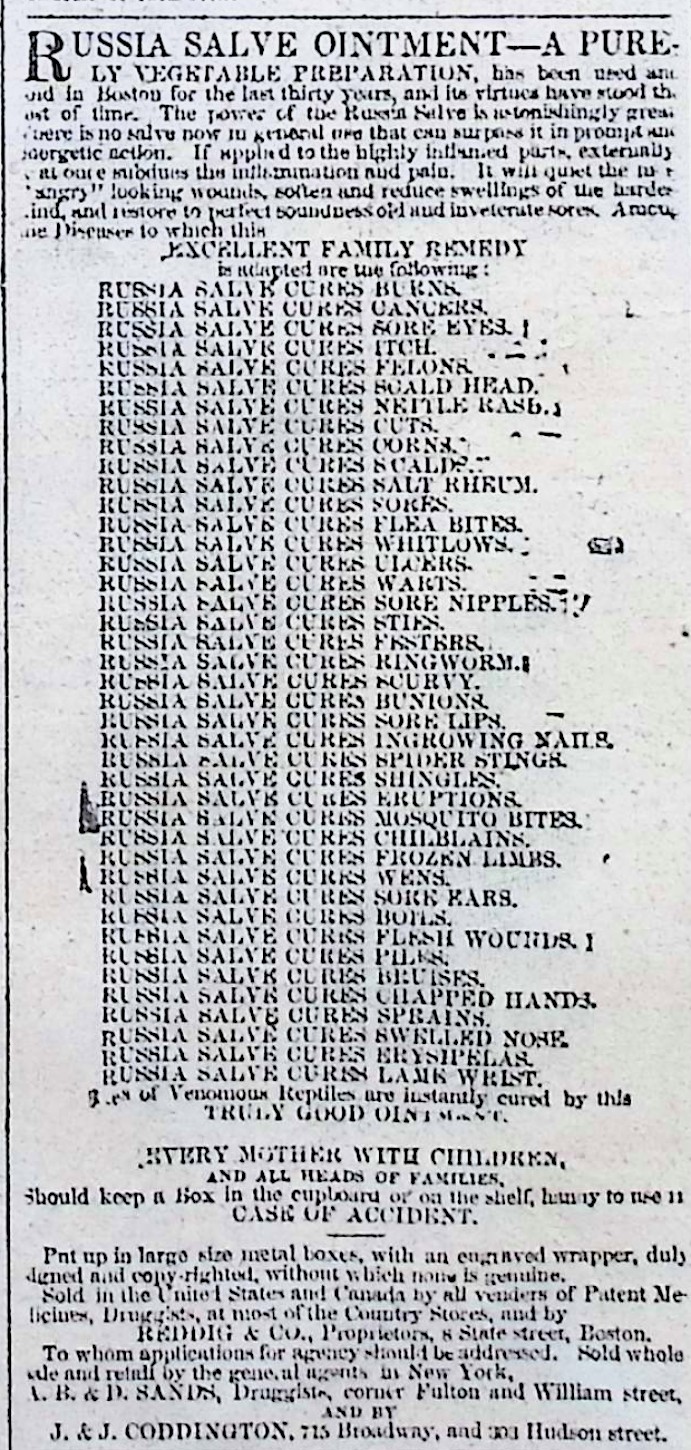 RUSSIA SALVE OINTMENT—A PURE-
LY VEGETABLE PREPARATION, has been used an
old in Boston for the last thirty years, and its virtues have stood th
est of time. The power of the Russia Salve is astonishingly grea
here is no salve now in general use that can surpass it in prompt an
nergetic action. If applied to the highly inflamed parts, externally
at once subdues the inflammation and pain. It will quiet the
"angry" looking wounds, soften and reduce swellings of the hardes
ind, and restore to perfect soundness old and inveterate sores. Among
he Diseases to which this
EXCELLENT FAMILY REMEDY
is adapted are the following:
RUSSIA SALVE CURES BURNS.
RUSSIA SALVE CURES CANCERS.
RUSSIA SALVE CURES SORE EYES.
RUSSIA SALVE CURES ITCH.
RUSSIA SALVE CURES FELONS.
RUSSIA SALVE CURES SCALD HEAD.
RUSSIA SALVE CURES NETTLE RASH.
RUSSIA SALVE CURES CUTS.
RUSSIA SALVE CURES CORNS.
RUSSIA SALVE CURES SCALDS.
RUSSIA SALVE CURES SALT RHEUM.
RUSSIA SALVE CURES SORES.
RUSSIA SALVE CURES FLEA BITES.
RUSSIA SALVE CURES WHITLOWS.
RUSSIA SALVE CURES ULCERS.
RUSSIA SALVE CURES WARTS.
RUSSIA SALVE CURES SORE NIPPLES.
RUSSIA SALVE CURES STIES.
RUSSIA SALVE CURES FESTERS.
RUSSIA SALVE CURES RINGWORM.
RUSSIA SALVE CURES SCURVY.
RUSSIA SALVE CURES BUNIONS.
RUSSIA SALVE CURES SORE LIPS.
RUSSIA SALVE CURES INGROWING NAILS.
RUSSIA SALVE CURES SPIDER STINGS.
RUSSIA SALVE CURES SHINGLES.
RUSSIA SALVE CURES ERUPTIONS.
RUSSIA SALVE CURES MOSQUITO BITES.
RUSSIA SALVE CURES CHILBLAINS.
RUSSIA SALVE CURES FROZEN LIMBS.
RUSSIA SALVE CURES WENS.
RUSSIA SALVE CURES SORE EARS.
RUSSIA SALVE CURES BOILS.
RUSSIA SALVE CURES FLESH WOUNDS.
RUSSIA SALVE CURES PILES.
RUSSIA SALVE CURES BRUISES.
RUSSIA SALVE CURES CHAPPED HANDS.
RUSSIA SALVE CURES SPRAINS.
RUSSIA SALVE CURES SWELLED NOSE.
RUSSIA SALVE CURES ERYSIPELAS.
RUSSIA SALVE CURES LAME WRIST.
of Venomous Reptiles are instantly cured by this
TRULY GOOD OINTMENT.
EVERY MOTHER WITH CHILDREN,
AND ALL HEADS OF FAMILIES,
Should keep a Box in the cupboard or on the shelf, handy to use in
CASE OF ACCIDENT.
Put up in large size metal boxes, with an engraved wrapper, duly
igned and copy-righted, without which none is genuine.
Sold in the United States and Canada by all venders of Patent Me-
dicines, Druggists, at most of the Country Stores, and by
REDDIG & CO., Proprietors, 8 State street, Boston.
To whom applications for agency should be addressed. Sold whole
ale and retail by the general agents in New York,
A. B. & D. SANDS, Druggists, corner Fulton and William street,
AND BY
J. & J. CODDINGTON, 715 Broadway, and 303 Hudson street.